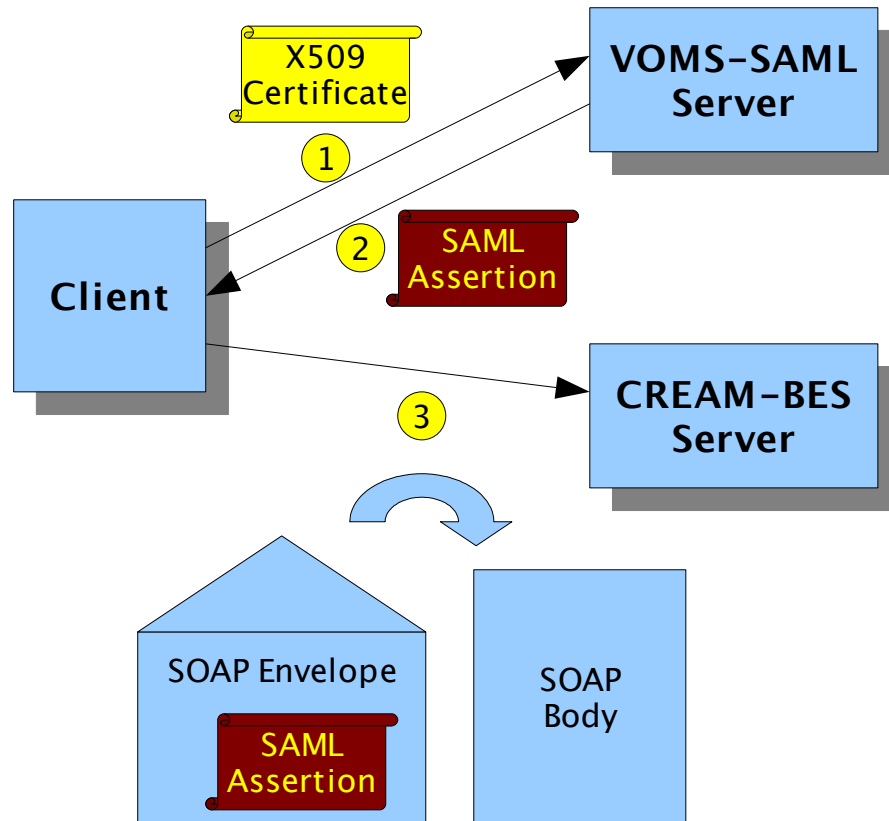 X509
Certificate
VOMS-SAML
Server
1
2
SAML
Assertion
Client
CREAM-BES
Server
3
SOAP Envelope
SAML
Assertion
SOAP
Body